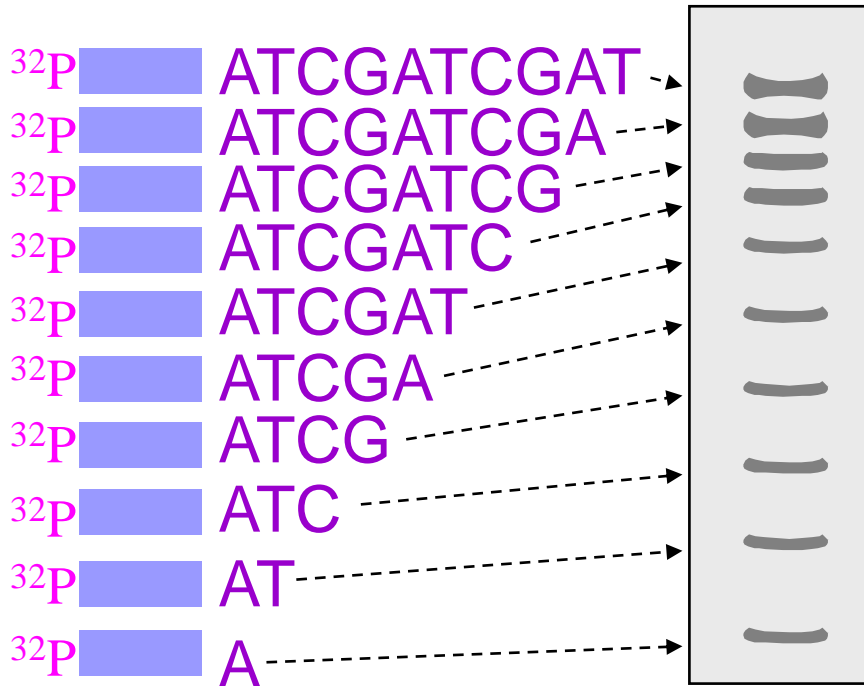 ³²P ATCGATCGAT
³²P ATCGATCGA
³²P ATCGATCG
³²P ATCGATC
³²P ATCGAT
³²P ATCGA
³²P ATCG
³²P ATC
³²P AT
³²P A